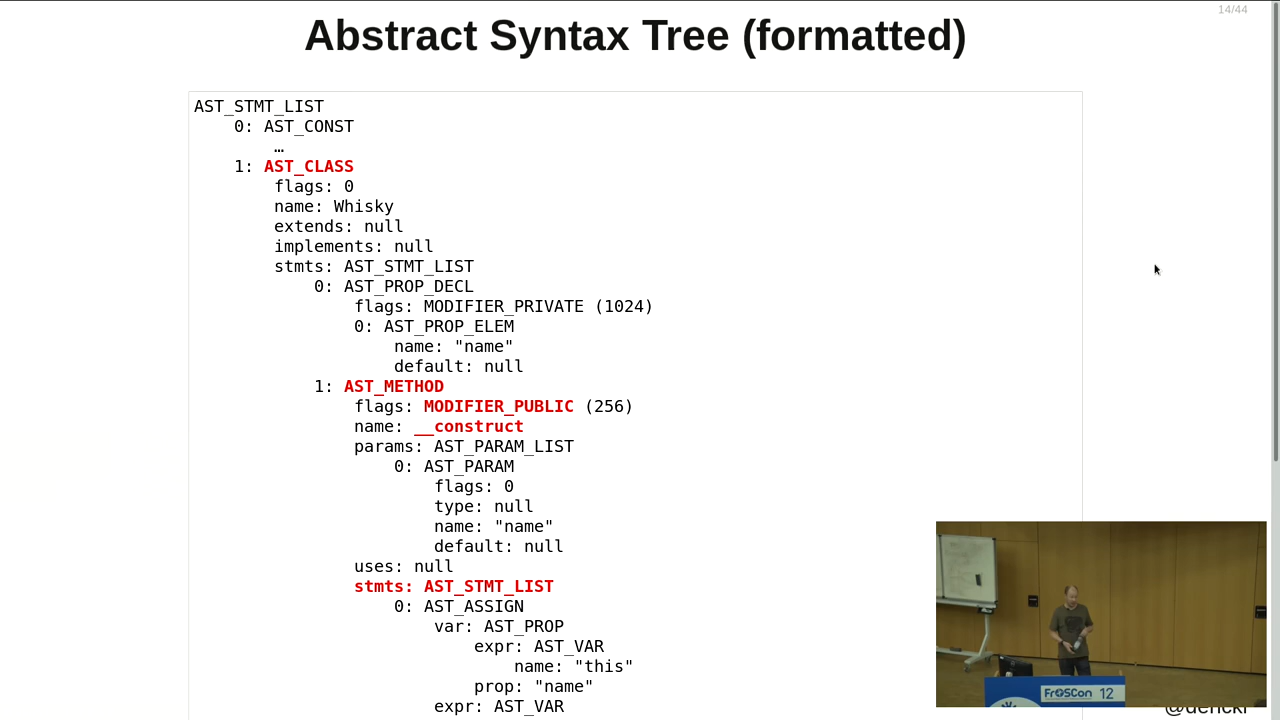 14/44
Abstract Syntax Tree (formatted)
AST_STMT_LIST
0: AST_CONST
…
1: AST_CLASS
flags: 0
name: Whisky
extends: null
implements: null
stmts: AST_STMT_LIST
0: AST_PROP_DECL
flags: MODIFIER_PRIVATE (1024)
0: AST_PROP_ELEM
name: "name"
default: null
1: AST_METHOD
flags: MODIFIER_PUBLIC (256)
name: __construct
params: AST_PARAM_LIST
0: AST_PARAM
flags: 0
type: null
name: "name"
default: null
uses: null
stmts: AST_STMT_LIST
0: AST_ASSIGN
var: AST_PROP
expr: AST_VAR
name: "this"
prop: "name"
expr: AST_VAR
FrOSCon 12